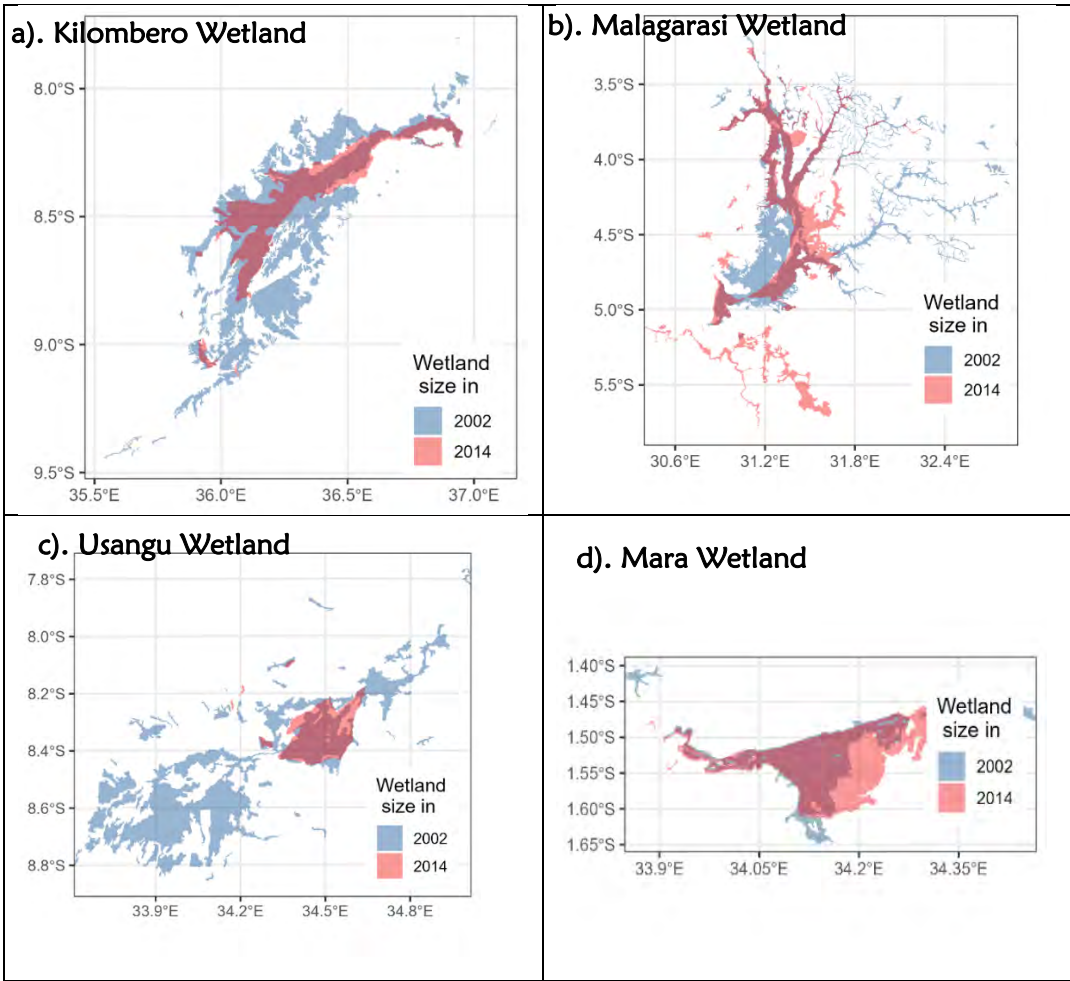 a). Kilombero Wetland
8.0°S
8.5°S
9.0°S
9.5°S
35.5°E 36.0°E 36.5°E 37.0°E
Wetland
size in
2002
2014
b). Malagarasi Wetland
3.5°S
4.0°S
4.5°S
5.0°S
5.5°S
30.6°E 31.2°E 31.8°E 32.4°E
Wetland
size in
2002
2014
c). Usangu Wetland
7.8°S
8.0°S
8.2°S
8.4°S
8.6°S
8.8°S
33.9°E 34.2°E 34.5°E 34.8°E
Wetland
size in
2002
2014
d). Mara Wetland
1.40°S
1.45°S
1.50°S
1.55°S
1.60°S
1.65°S
33.9°E 34.05°E 34.2°E 34.35°E
Wetland
size in
2002
2014